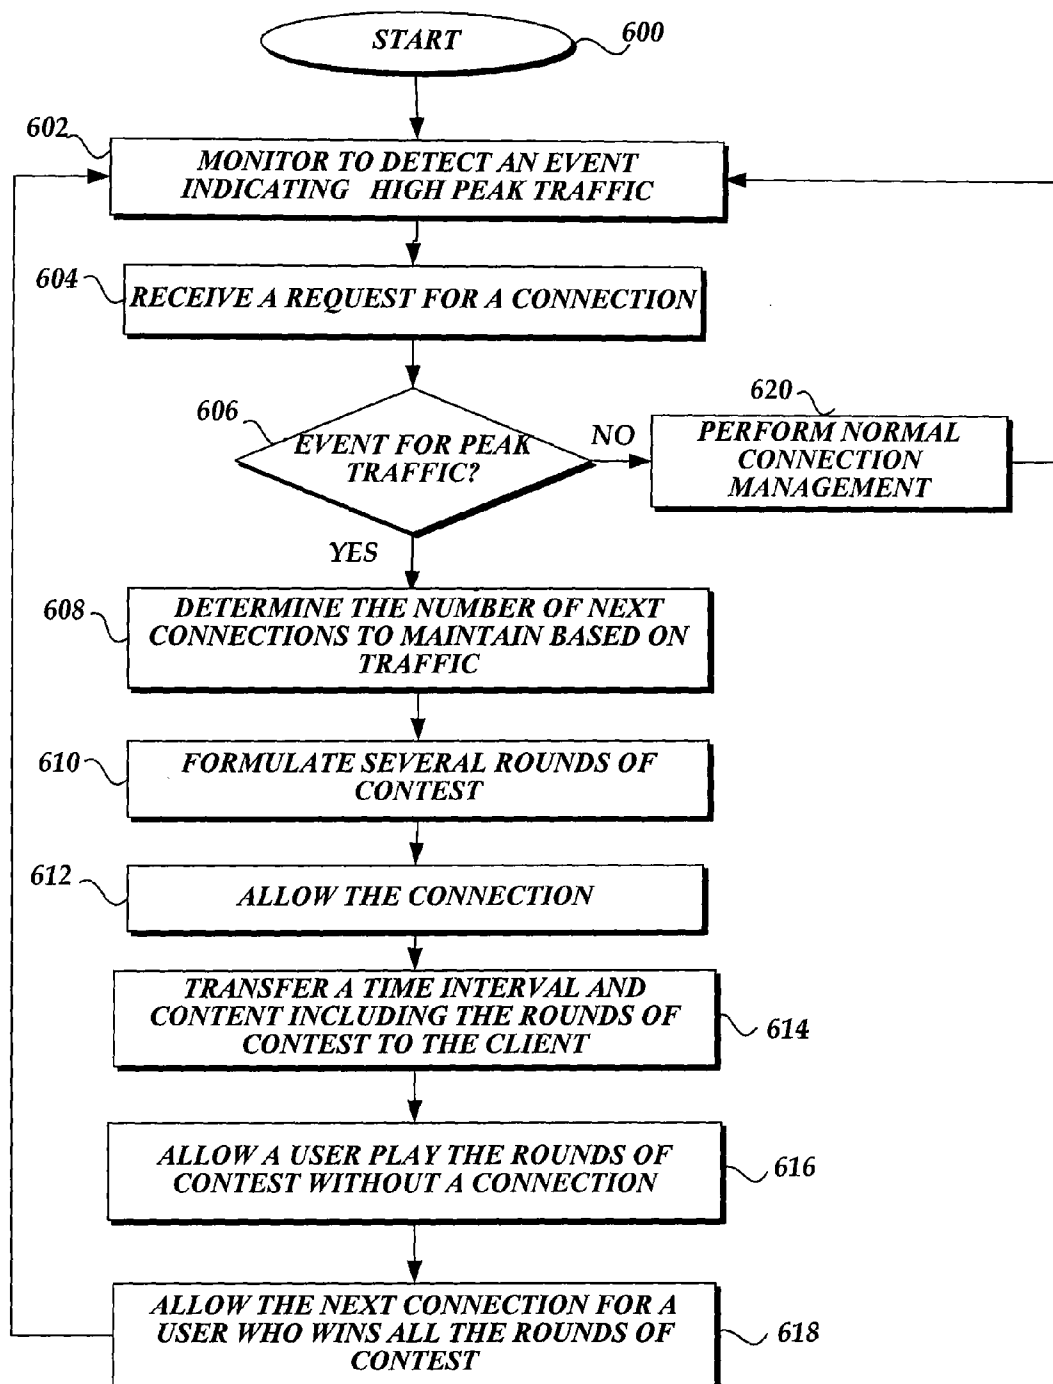 START
600
602
MONITOR TO DETECT AN EVENT
INDICATING HIGH PEAK TRAFFIC
604
RECEIVE A REQUEST FOR A CONNECTION
606
EVENT FOR PEAK
TRAFFIC?
NO
620
PERFORM NORMAL
CONNECTION
MANAGEMENT
YES
608
DETERMINE THE NUMBER OF NEXT
CONNECTIONS TO MAINTAIN BASED ON
TRAFFIC
610
FORMULATE SEVERAL ROUNDS OF
CONTEST
612
ALLOW THE CONNECTION
TRANSFER A TIME INTERVAL AND
CONTENT INCLUDING THE ROUNDS OF
CONTEST TO THE CLIENT
614
ALLOW A USER PLAY THE ROUNDS OF
CONTEST WITHOUT A CONNECTION
616
ALLOW THE NEXT CONNECTION FOR A
USER WHO WINS ALL THE ROUNDS OF
CONTEST
618